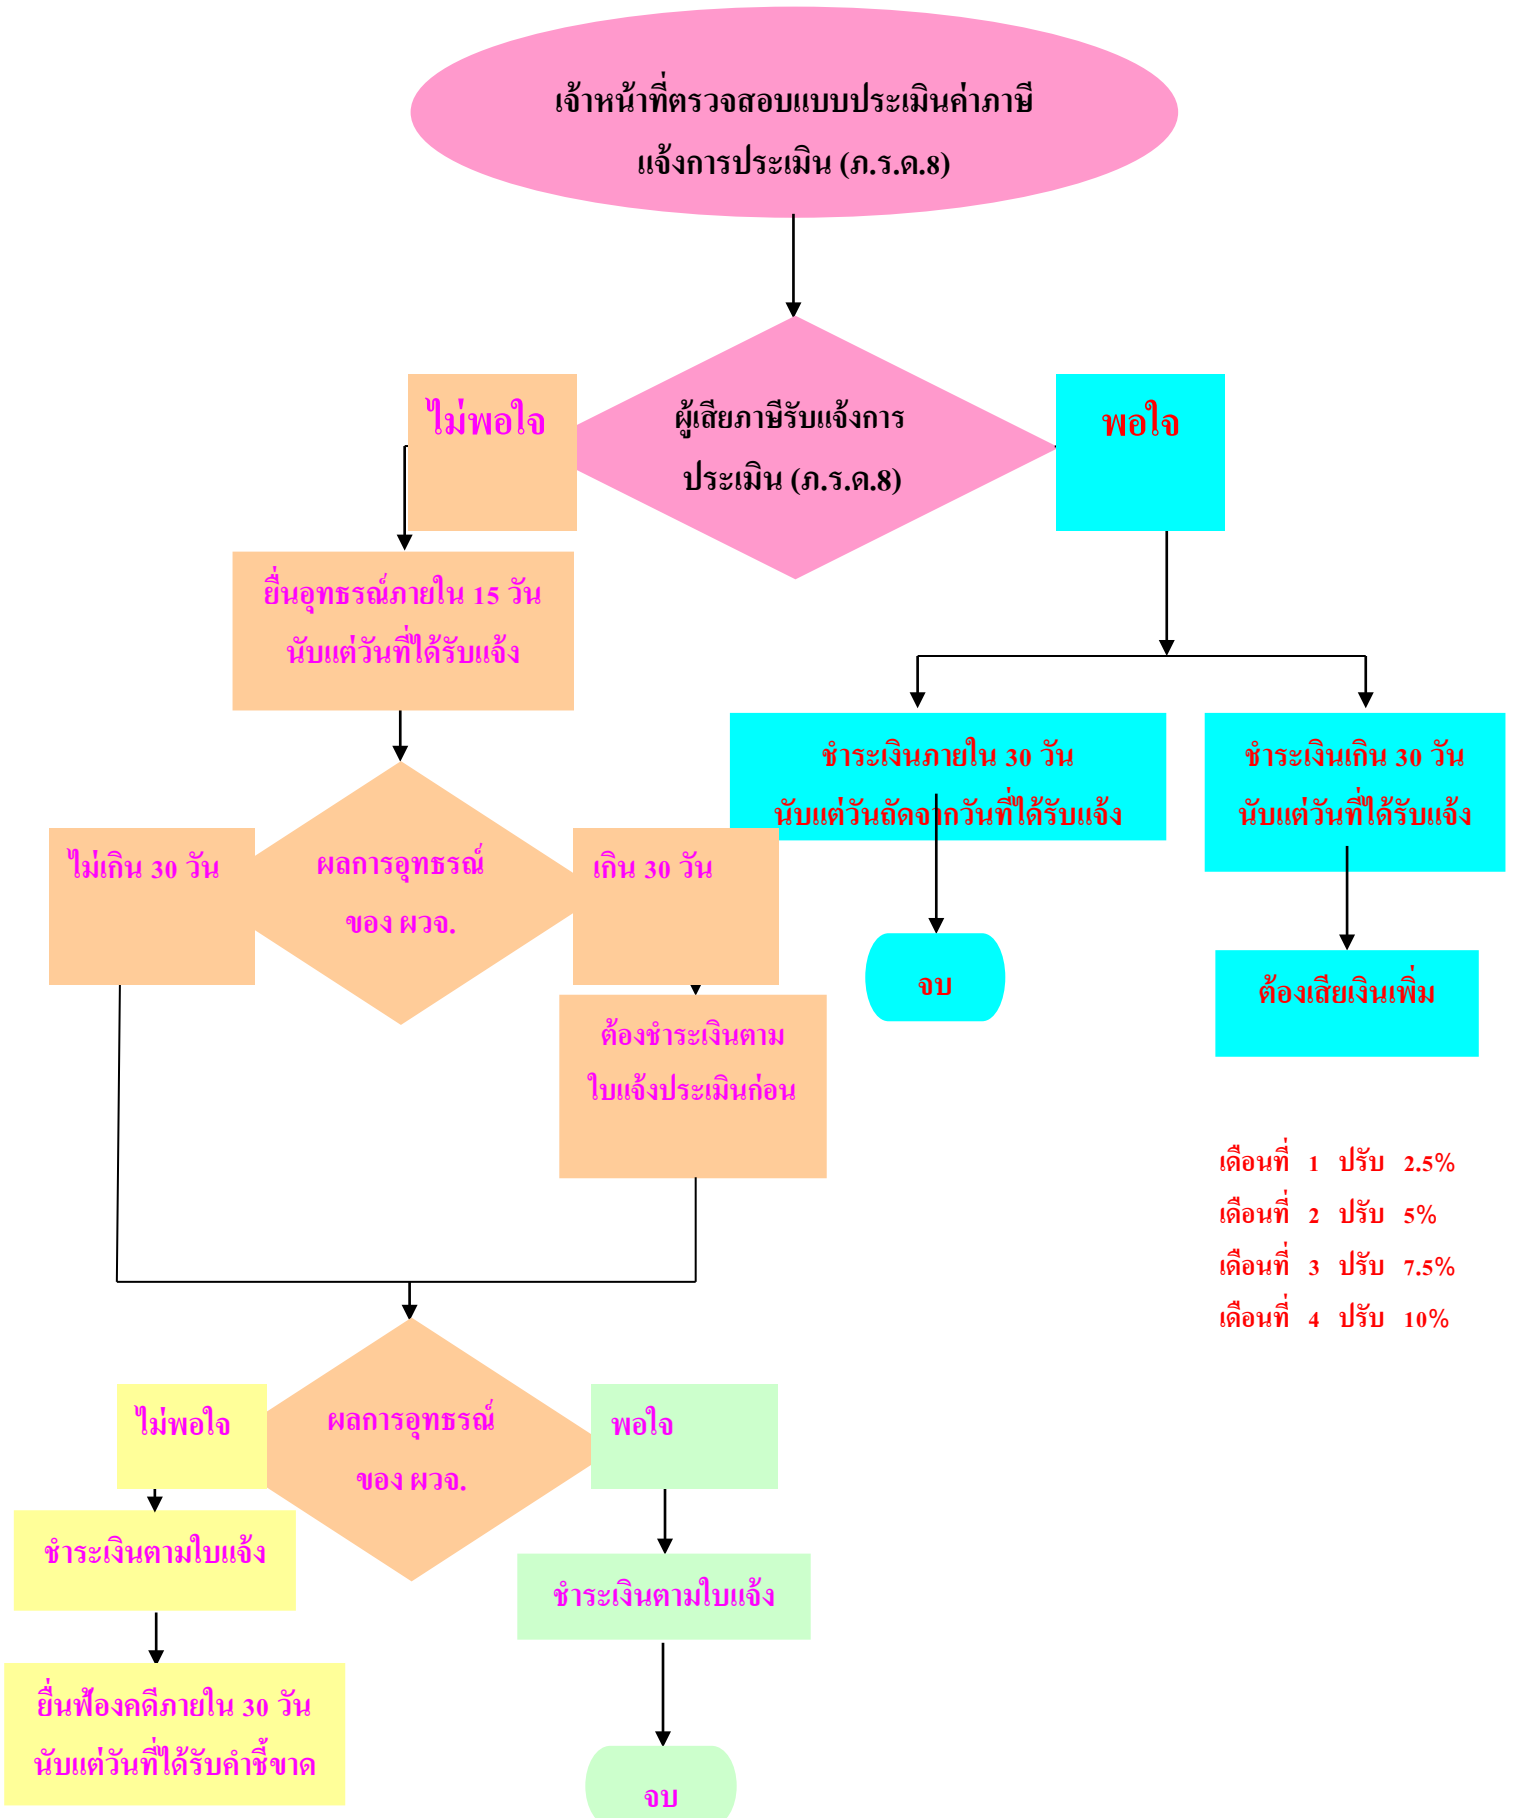 เจ้าหน้าที่ตรวจสอบแบบประเมินค่าภาษี
แจ้งการประเมิน (ภ.ร.ด.8)
ไม่พอใจ
ผู้เสียภาษีรับแจ้งการ
ประเมิน (ภ.ร.ด.8)
พอใจ
ยื่นอุทธรณ์ภายใน 15 วัน
นับแต่วันที่ได้รับแจ้ง
ชำระเงินภายใน 30 วัน
นับแต่วันถัดจากวันที่ได้รับแจ้ง
ชำระเงินเกิน 30 วัน
นับแต่วันที่ได้รับแจ้ง
ไม่เกิน 30 วัน
ผลการอุทธรณ์
ของ ผวจ.
เกิน 30 วัน
จบ
ต้องเสียเงินเพิ่ม
ต้องชำระเงินตาม
ใบแจ้งประเมินก่อน
เดือนที่ 1 ปรับ 2.5%
เดือนที่ 2 ปรับ 5%
เดือนที่ 3 ปรับ 7.5%
เดือนที่ 4 ปรับ 10%
ไม่พอใจ
ผลการอุทธรณ์
ของ ผวจ.
พอใจ
ชำระเงินตามใบแจ้ง
ชำระเงินตามใบแจ้ง
ยื่นฟ้องคดีภายใน 30 วัน
นับแต่วันที่ได้รับคำชี้ขาด
จบ